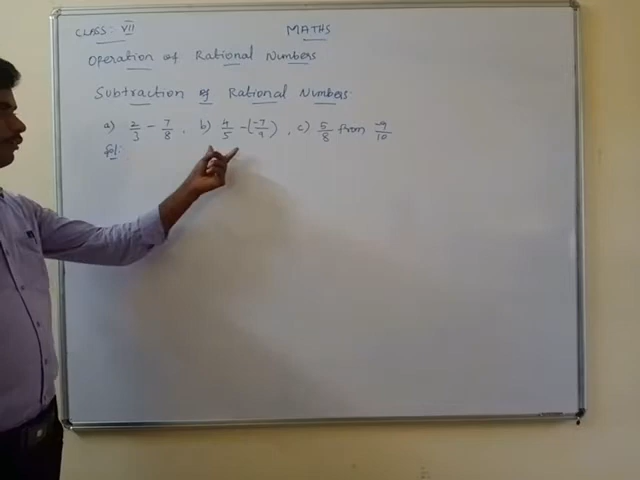 CLASS: VII MATHS
Operation of Rational Numbers
Subtraction of Rational Numbers.
a) 2/3 - 7/8 , b) 4/5 - (-7/9) , c) 5/8 from -9/10
Sol: